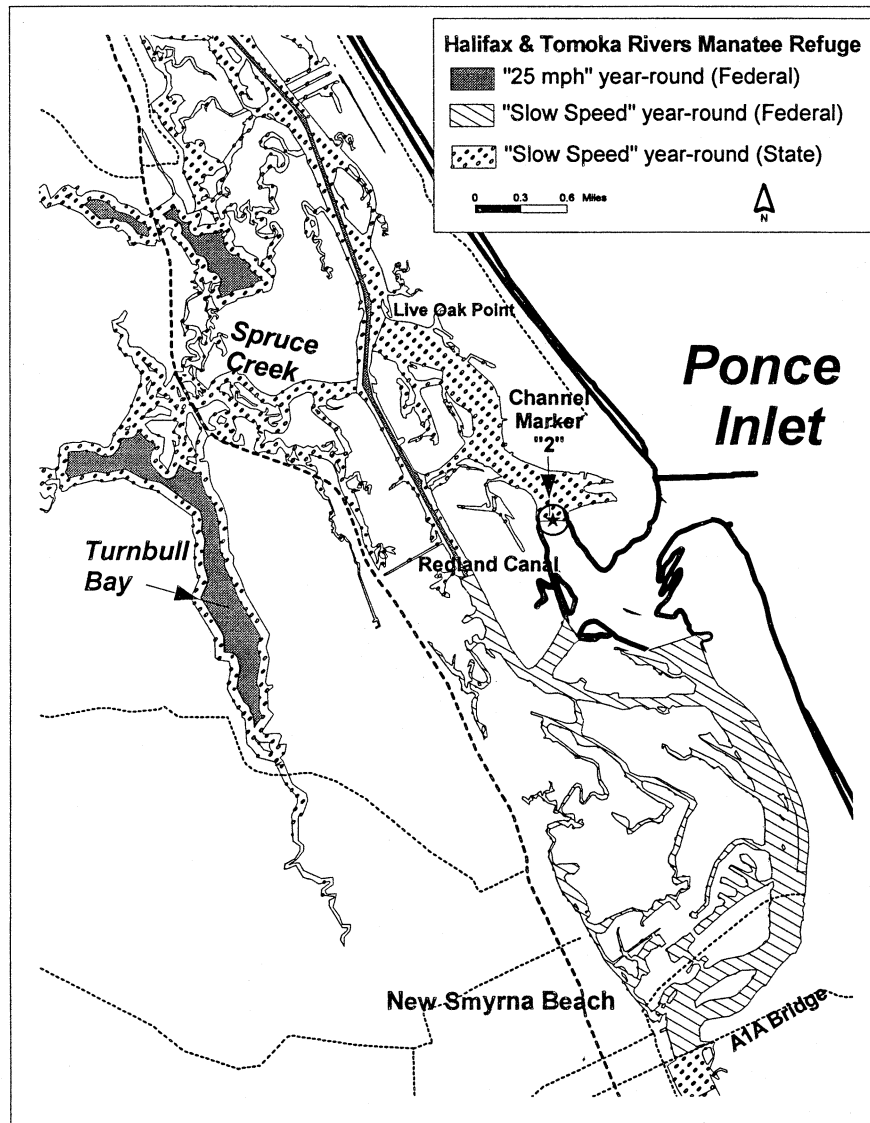 Halifax & Tomoka Rivers Manatee Refuge
"25 mph" year-round (Federal)
"Slow Speed" year-round (Federal)
"Slow Speed" year-round (State)
0 0.3 0.6 Miles
N
Live Oak Point
Spruce
Creek
Ponce
Inlet
Channel
Marker
"2"
Turnbull
Bay
Redland Canal
New Smyrna Beach
A1A Bridge